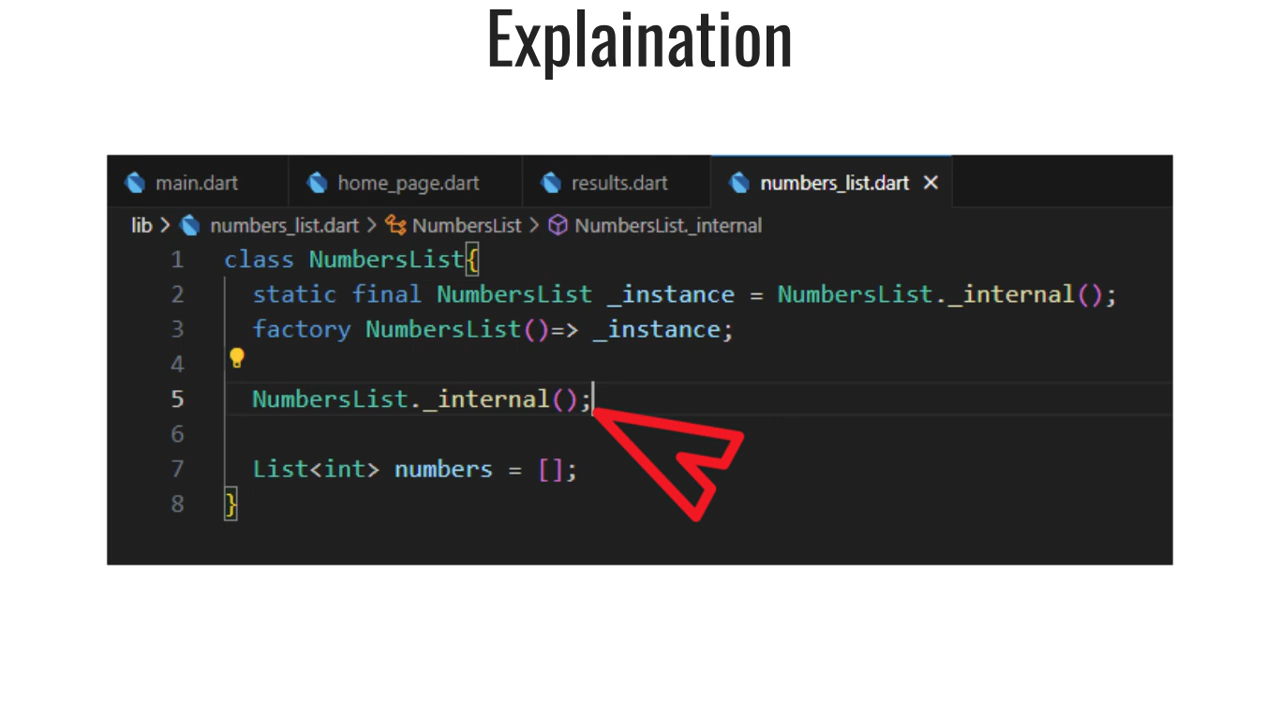 Explaination
main.dart home_page.dart results.dart numbers_list.dart
lib > numbers_list.dart > NumbersList > NumbersList._internal
1 class NumbersList{
2 static final NumbersList _instance = NumbersList._internal();
3 factory NumbersList()=> _instance;
4
5 NumbersList._internal();
6
7 List<int> numbers = [];
8 }